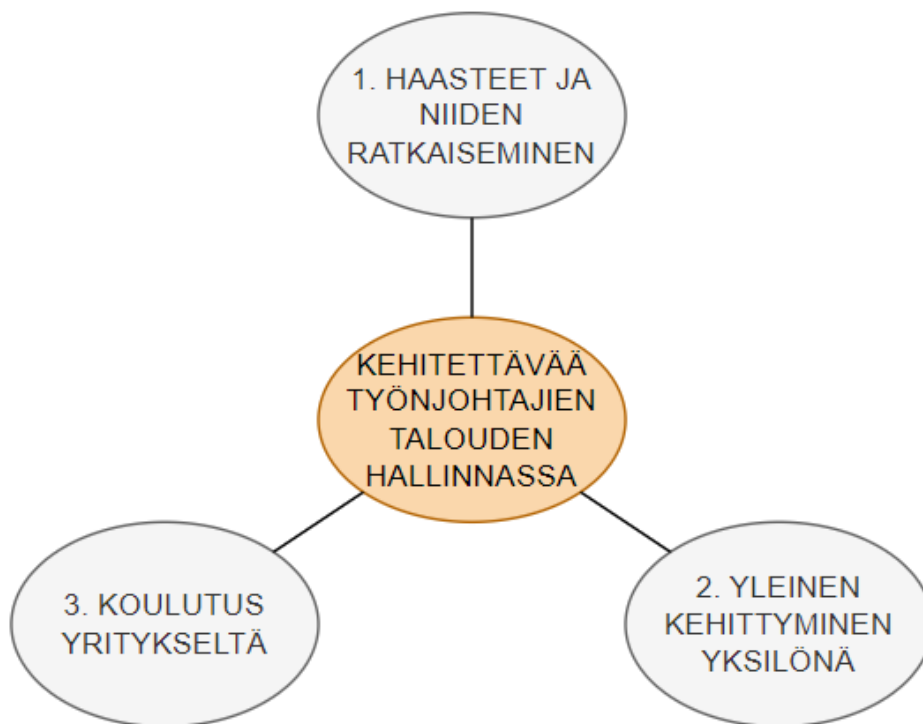 1. HAASTEET JA
NIIDEN
RATKAISEMINEN
KEHITETTÄVÄÄ
TYÖNJOHTAJIEN
TALOUDEN
HALLINNASSA
3. KOULUTUS
YRITYKSELTÄ
2. YLEINEN
KEHITTYMINEN
YKSILÖNÄ